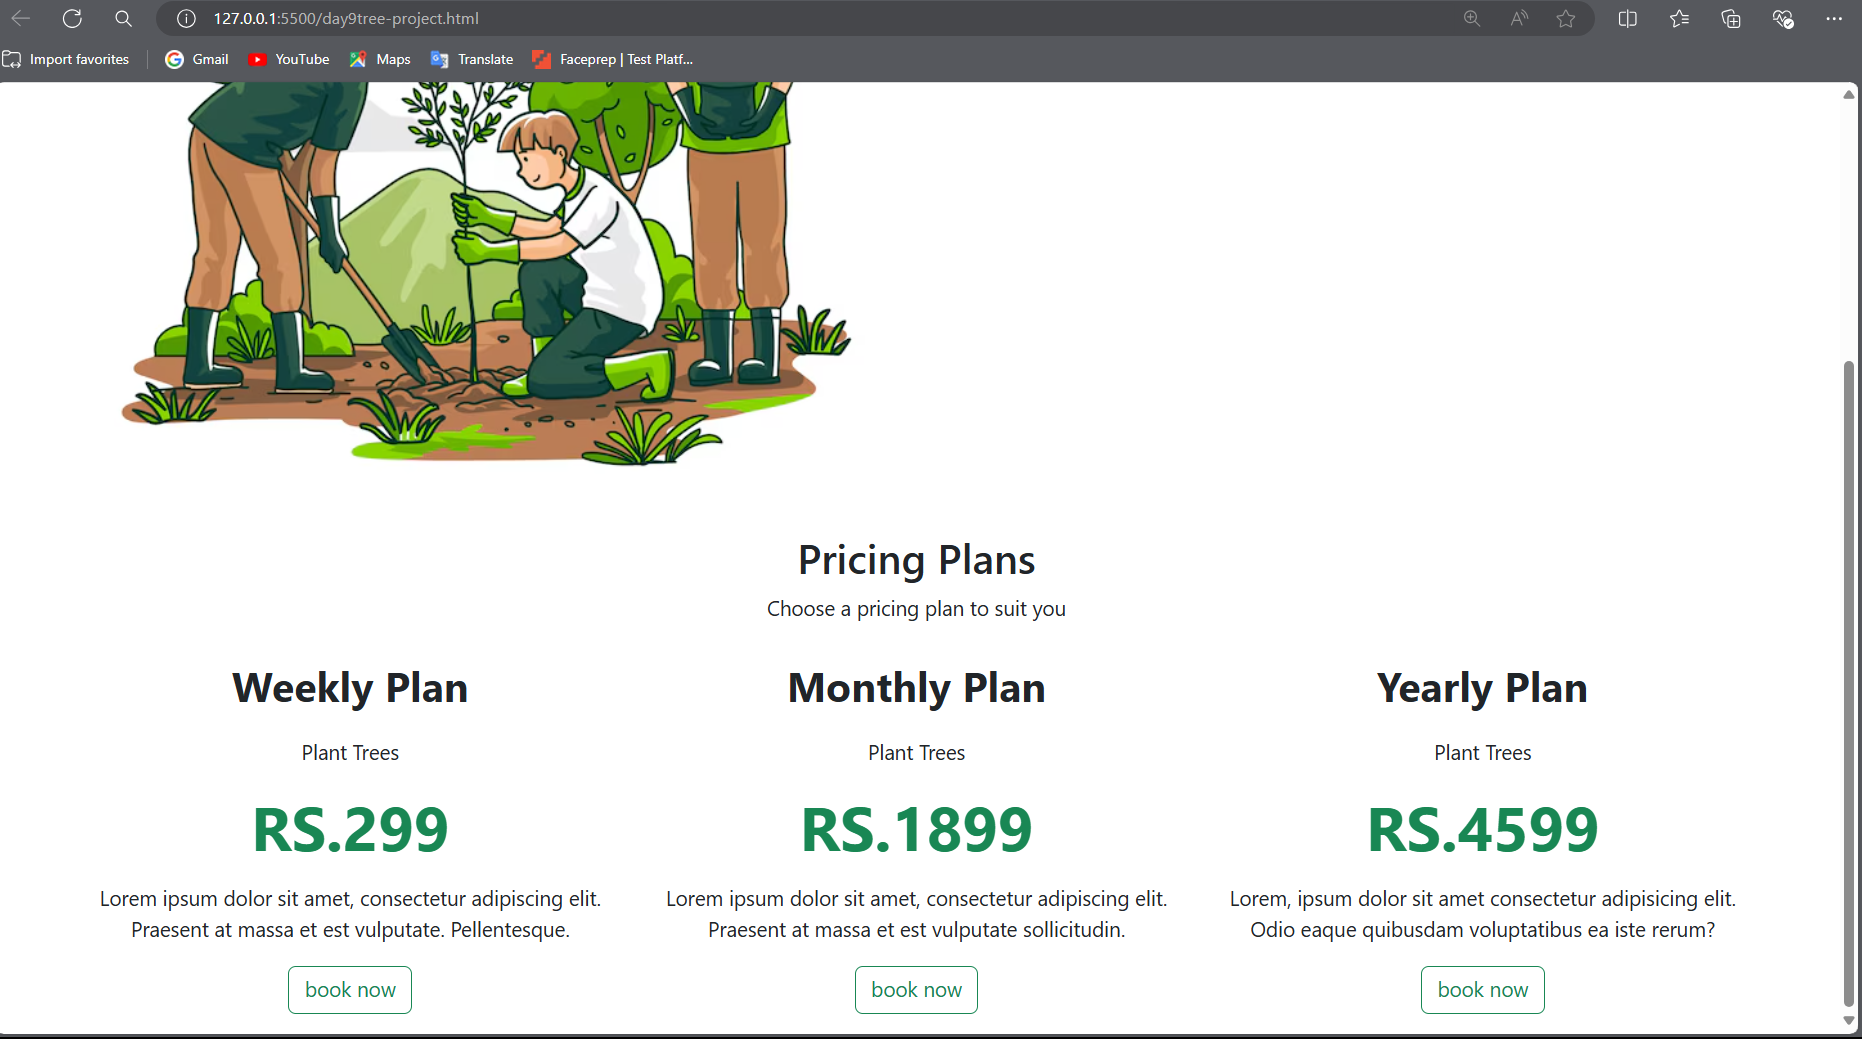 127.0.0.1:5500/day9tree-project.html
Import favorites
Gmail
YouTube
Maps
Translate
Faceprep | Test Platf...
Pricing Plans
Choose a pricing plan to suit you
Weekly Plan
Plant Trees
RS.299
Lorem ipsum dolor sit amet, consectetur adipiscing elit.
Praesent at massa et est vulputate. Pellentesque.
book now
Monthly Plan
Plant Trees
RS.1899
Lorem ipsum dolor sit amet, consectetur adipiscing elit.
Praesent at massa et est vulputate sollicitudin.
book now
Yearly Plan
Plant Trees
RS.4599
Lorem, ipsum dolor sit amet consectetur adipisicing elit.
Odio eaque quibusdam voluptatibus ea iste rerum?
book now